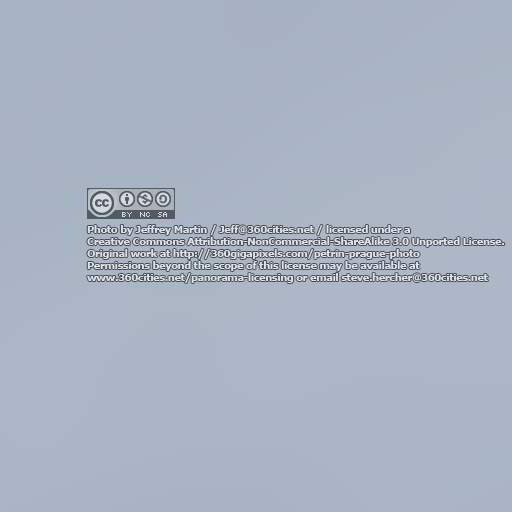 cc BY NC SA
Photo by Jeffrey Martin / Jeff@360cities.net / licensed under a
Creative Commons Attribution-NonCommercial-ShareAlike 3.0 Unported License.
Original work at http://360gigapixels.com/petrin-prague-photo
Permissions beyond the scope of this license may be available at
www.360cities.net/panorama-licensing or email steve.hercher@360cities.net